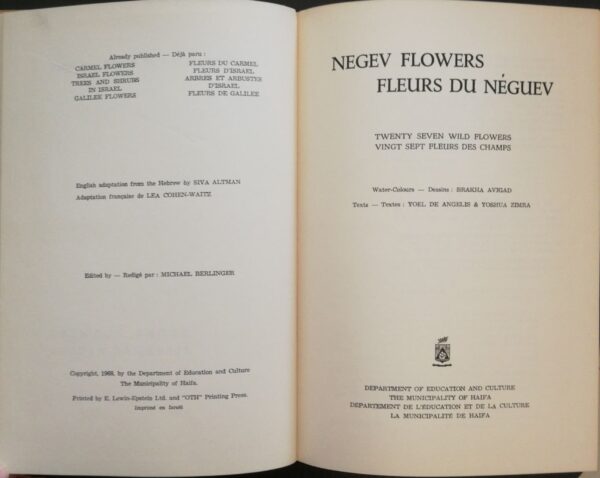 Already published — Déjà paru :
CARMEL FLOWERS
ISRAEL FLOWERS
TREES AND SHRUBS
IN ISRAEL
GALILEE FLOWERS
FLEURS DU CARMEL
FLEURS D'ISRAEL
ARBRES ET ARBUSTES
D'ISRAEL
FLEURS DE GALILÉE
English adaptation from the Hebrew by SIVA ALTMAN
Adaptation française de LEA COHEN-WAITZ
Edited by — Redigé par : MICHAEL BERLINGER
Copyright, 1968, by the Department of Education and Culture
The Municipality of Haifa.
Printed by E. Lewin-Epstein Ltd. and "OTH" Printing Press.
Imprimé en Israël
NEGEV FLOWERS
FLEURS DU NÉGUEV
TWENTY SEVEN WILD FLOWERS
VINGT SEPT FLEURS DES CHAMPS
Water-Colours — Dessins : BRAKHA AVIGAD
Texts — Textes : YOEL DE ANGELIS & YOSHUA ZIMRA
DEPARTMENT OF EDUCATION AND CULTURE
THE MUNICIPALITY OF HAIFA
DEPARTEMENT DE L'ÉDUCATION ET DE LA CULTURE
LA MUNICIPALITÉ DE HAIFA